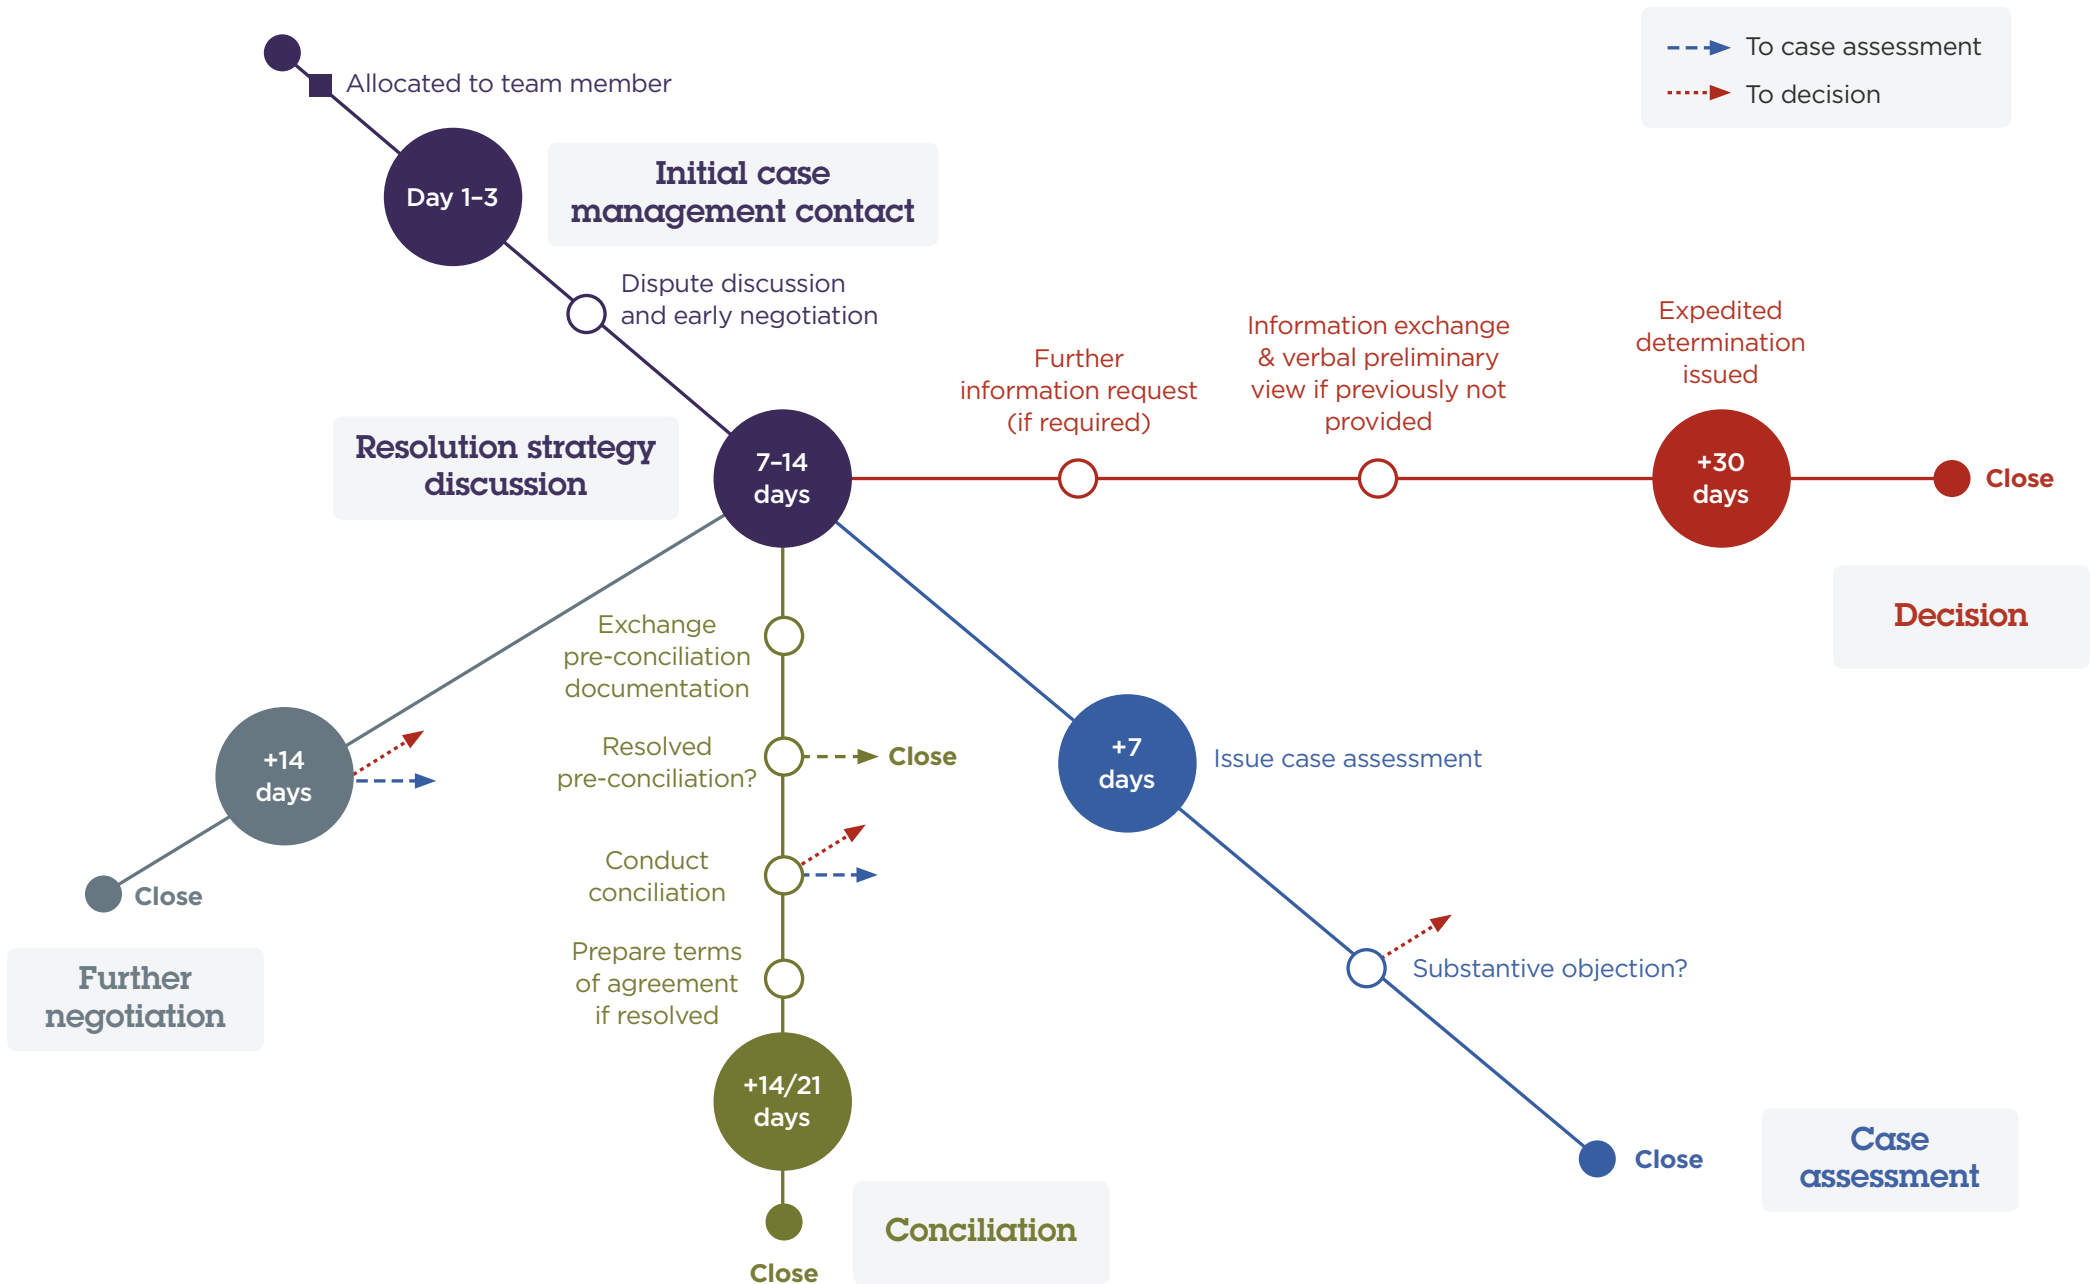 To case assessment
To decision
Allocated to team member
Day 1–3
Initial case
management contact
Dispute discussion
and early negotiation
Resolution strategy
discussion
7–14
days
Further
information request
(if required)
Information exchange
& verbal preliminary
view if previously not
provided
Expedited
determination
issued
+30
days
Close
Decision
+14
days
Close
Further
negotiation
Exchange
pre-conciliation
documentation
Resolved
pre-conciliation?
Close
Conduct
conciliation
Prepare terms
of agreement
if resolved
+14/21
days
Close
Conciliation
+7
days
Issue case assessment
Substantive objection?
Close
Case
assessment